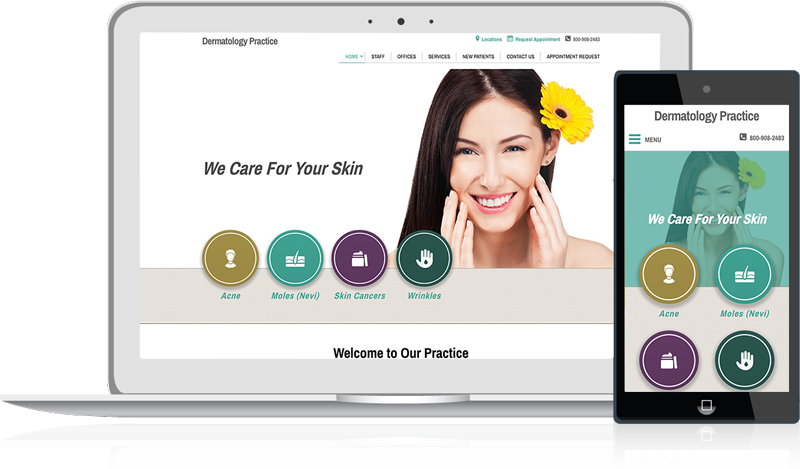 Dermatology Practice
Locations Request Appointment 800-908-2483
HOME STAFF OFFICES SERVICES NEW PATIENTS CONTACT US APPOINTMENT REQUEST
We Care For Your Skin
Acne Moles (Nevi) Skin Cancers Wrinkles
Welcome to Our Practice
Dermatology Practice
MENU 800-908-2483
We Care For Your Skin
Acne Moles (Nevi)